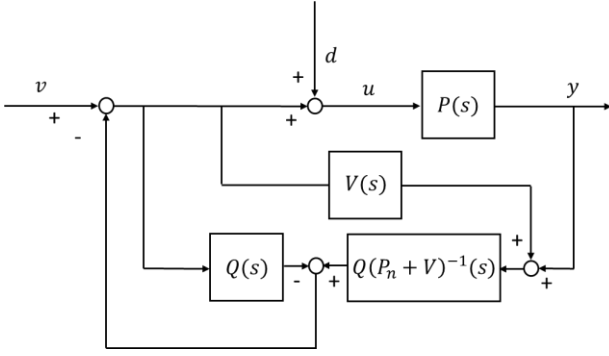 d
+
v
u
P(s)
y
+
+
-
V(s)
+
Q(s)
-
+
Q(P_n + V)^{-1}(s)
+